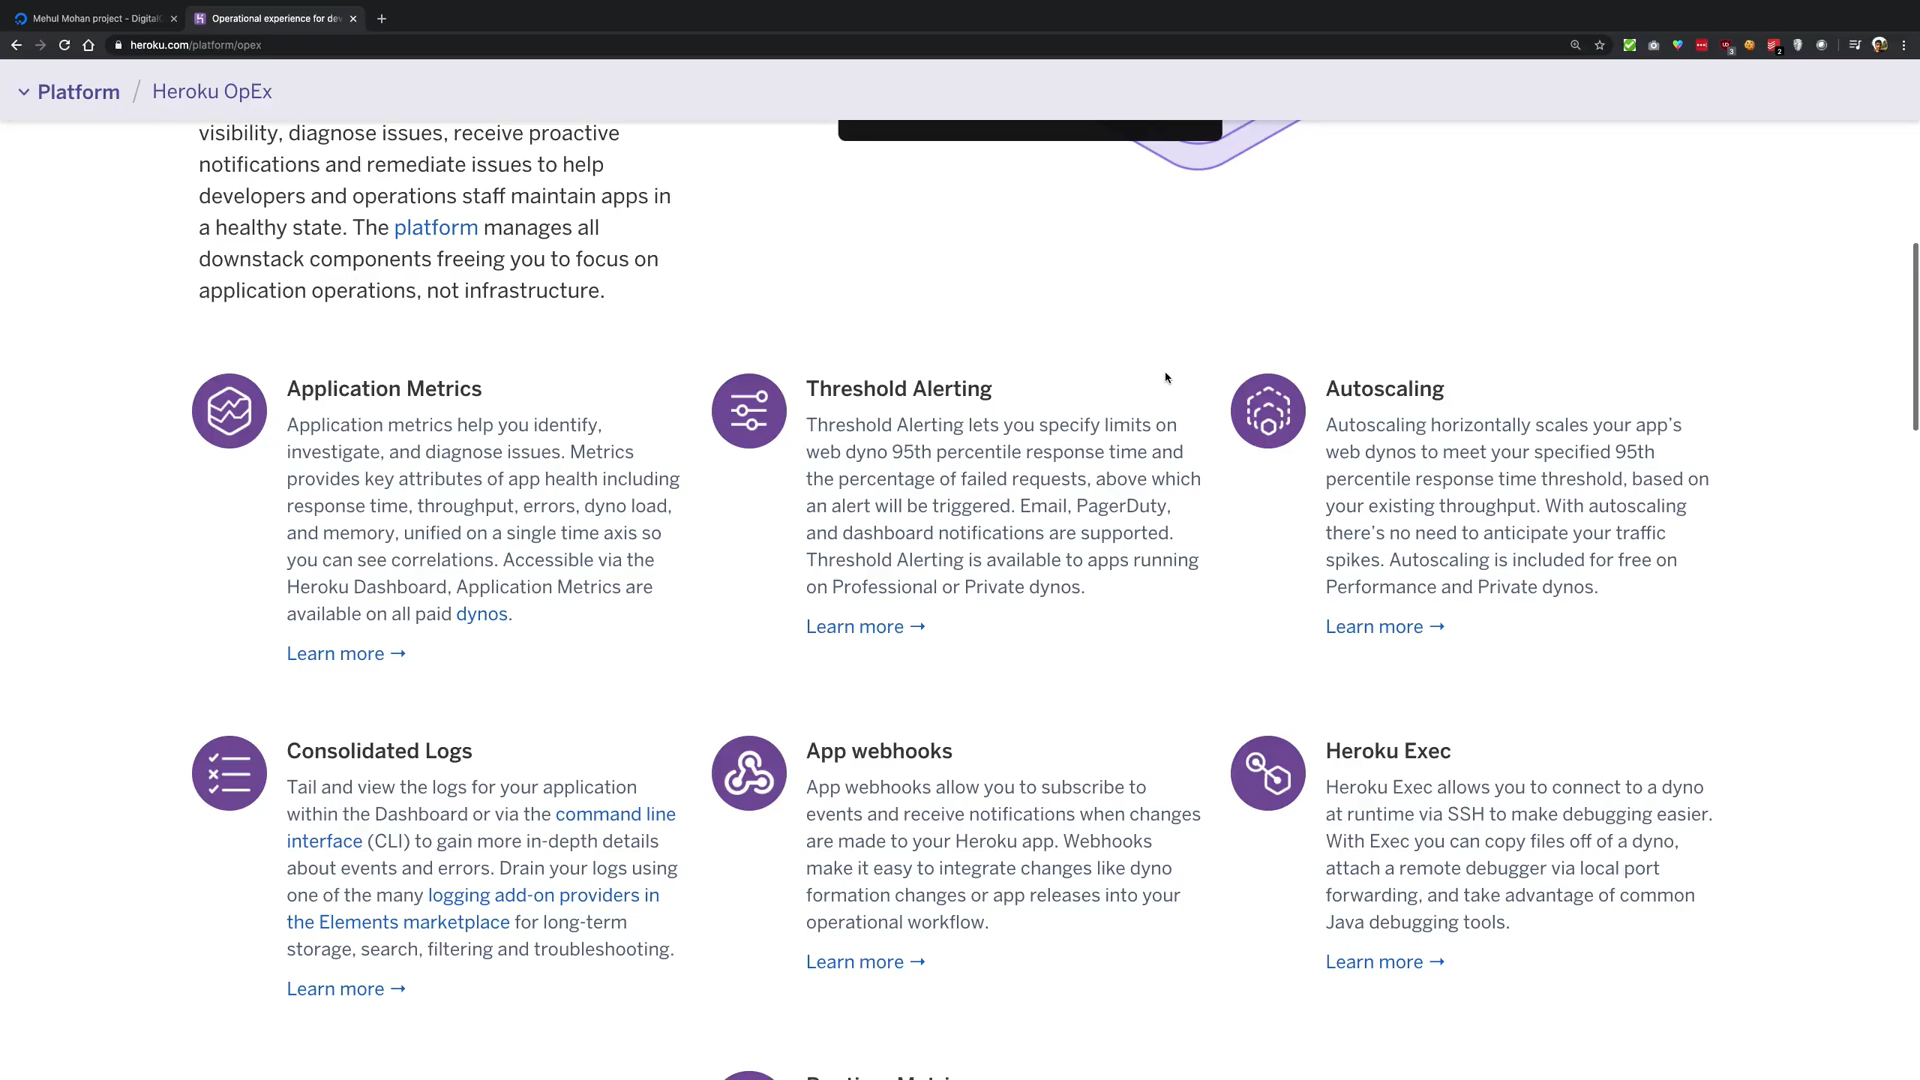 Mehul Mohan project - Digital
Operational experience for dev
heroku.com/platform/opex
3
2
Platform / Heroku OpEx
visibility, diagnose issues, receive proactive
notifications and remediate issues to help
developers and operations staff maintain apps in
a healthy state. The platform manages all
downstack components freeing you to focus on
application operations, not infrastructure.
Application Metrics
Application metrics help you identify,
investigate, and diagnose issues. Metrics
provides key attributes of app health including
response time, throughput, errors, dyno load,
and memory, unified on a single time axis so
you can see correlations. Accessible via the
Heroku Dashboard, Application Metrics are
available on all paid dynos.
Learn more →
Threshold Alerting
Threshold Alerting lets you specify limits on
web dyno 95th percentile response time and
the percentage of failed requests, above which
an alert will be triggered. Email, PagerDuty,
and dashboard notifications are supported.
Threshold Alerting is available to apps running
on Professional or Private dynos.
Learn more →
Autoscaling
Autoscaling horizontally scales your app’s
web dynos to meet your specified 95th
percentile response time threshold, based on
your existing throughput. With autoscaling
there’s no need to anticipate your traffic
spikes. Autoscaling is included for free on
Performance and Private dynos.
Learn more →
Consolidated Logs
Tail and view the logs for your application
within the Dashboard or via the command line
interface (CLI) to gain more in-depth details
about events and errors. Drain your logs using
one of the many logging add-on providers in
the Elements marketplace for long-term
storage, search, filtering and troubleshooting.
Learn more →
App webhooks
App webhooks allow you to subscribe to
events and receive notifications when changes
are made to your Heroku app. Webhooks
make it easy to integrate changes like dyno
formation changes or app releases into your
operational workflow.
Learn more →
Heroku Exec
Heroku Exec allows you to connect to a dyno
at runtime via SSH to make debugging easier.
With Exec you can copy files off of a dyno,
attach a remote debugger via local port
forwarding, and take advantage of common
Java debugging tools.
Learn more →